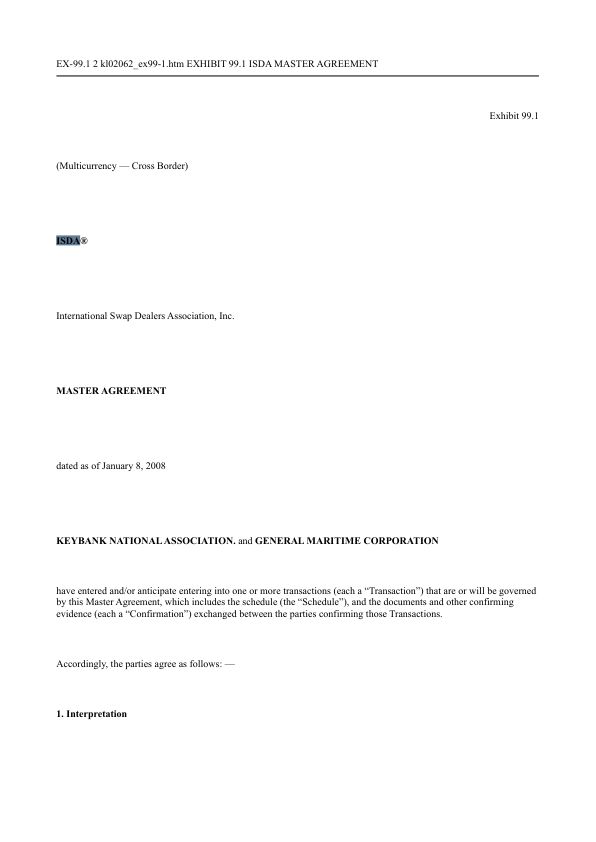 EX-99.1 2 kl02062_ex99-1.htm EXHIBIT 99.1 ISDA MASTER AGREEMENT
Exhibit 99.1
(Multicurrency — Cross Border)
ISDA®
International Swap Dealers Association, Inc.
MASTER AGREEMENT
dated as of January 8, 2008
KEYBANK NATIONAL ASSOCIATION. and GENERAL MARITIME CORPORATION
have entered and/or anticipate entering into one or more transactions (each a “Transaction”) that are or will be governed
by this Master Agreement, which includes the schedule (the “Schedule”), and the documents and other confirming
evidence (each a “Confirmation”) exchanged between the parties confirming those Transactions.
Accordingly, the parties agree as follows: —
1. Interpretation